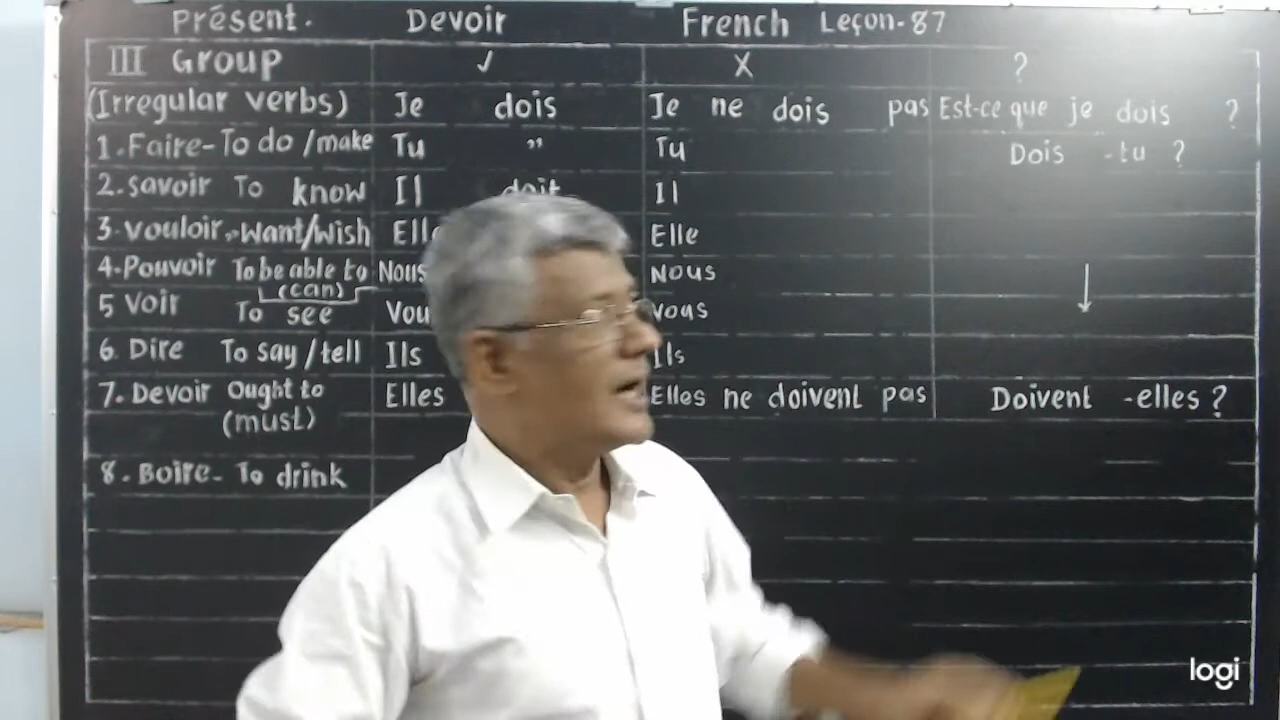 Présent. Devoir French Leçon-87
III Group ✓ X ?
(Irregular verbs) Je dois Je ne dois pas Est-ce que je dois ?
1.Faire-To do /make Tu " Tu Dois -tu ?
2.savoir To know Il doit Il
3.vouloir.-Want/Wish Elle Elle
4.Pouvoir To be able to Nous Nous
(can)
5 Voir To see Vou vous
6. Dire To say /tell Ils Ils
7. Devoir Ought to Elles Elles ne doivent pas Doivent -elles ?
(must)
8. Boire- To drink
logi